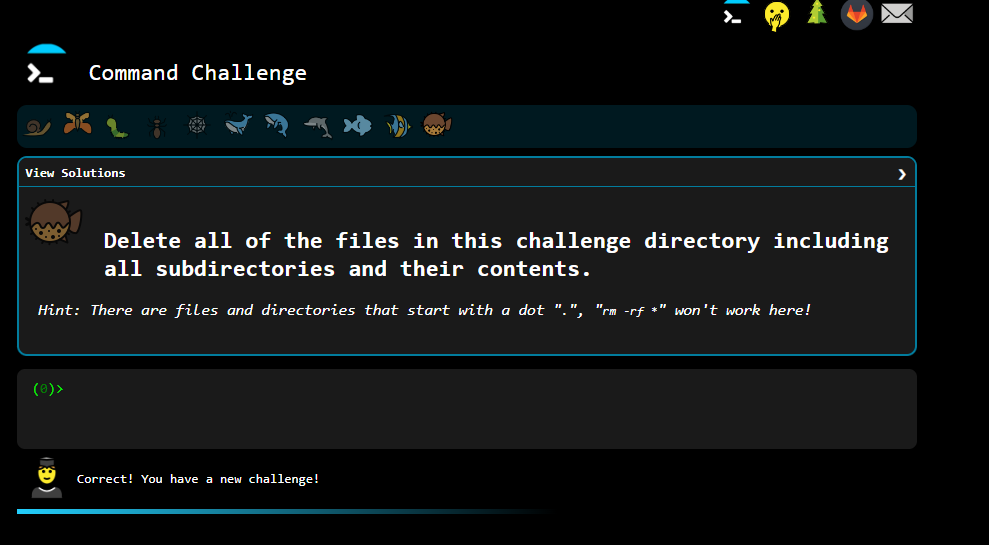 Command Challenge
View Solutions
Delete all of the files in this challenge directory including
all subdirectories and their contents.
Hint: There are files and directories that start with a dot ".", "rm -rf *" won't work here!
(0)>
Correct! You have a new challenge!